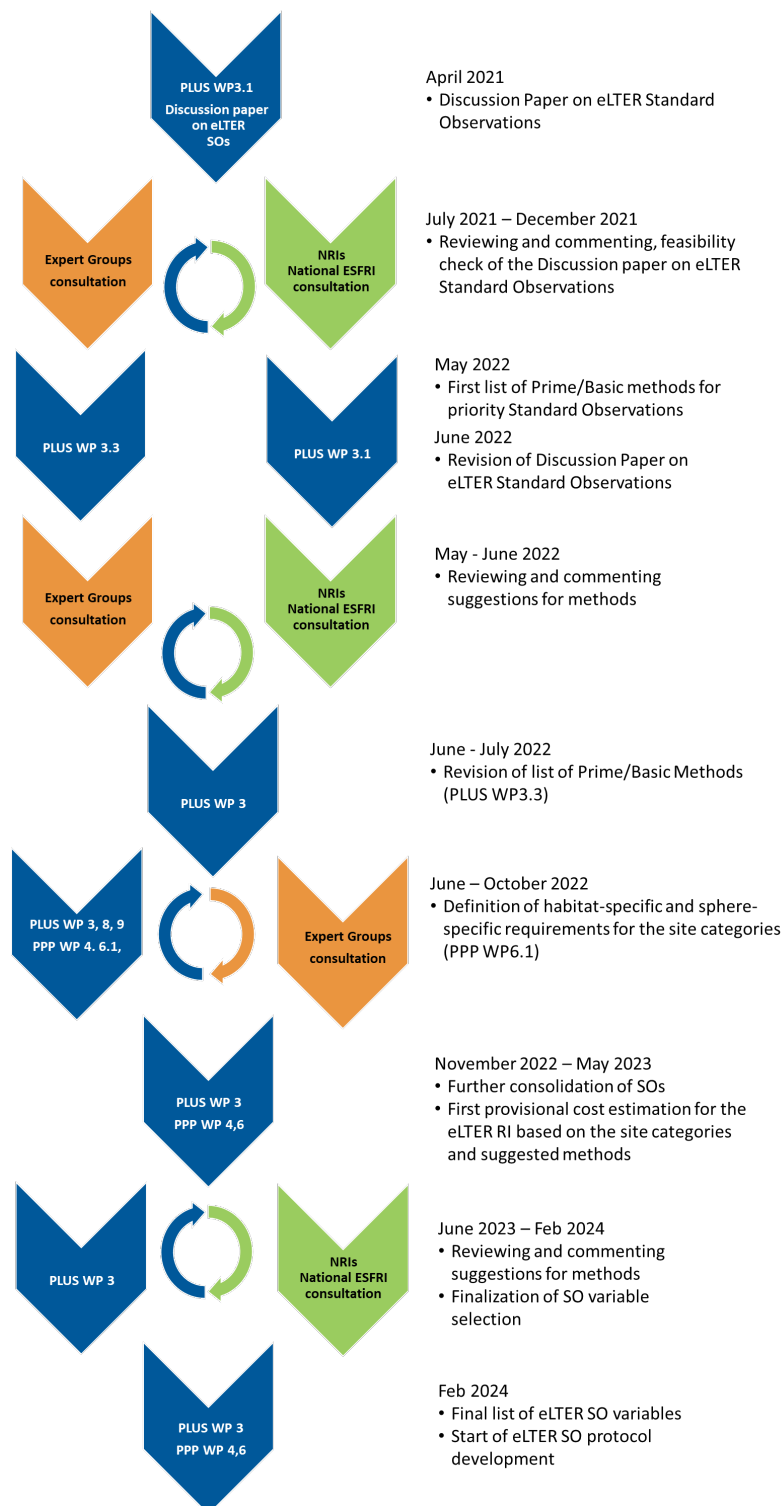 PLUS WP3.1
Discussion paper
on eLTER
SOs
April 2021
• Discussion Paper on eLTER Standard
Observations
Expert Groups
consultation
NRIs
National ESFRI
consultation
July 2021 – December 2021
• Reviewing and commenting, feasibility
check of the Discussion paper on eLTER
Standard Observations
PLUS WP 3.3
PLUS WP 3.1
May 2022
• First list of Prime/Basic methods for
priority Standard Observations
June 2022
• Revision of Discussion Paper on
eLTER Standard Observations
Expert Groups
consultation
NRIs
National ESFRI
consultation
May - June 2022
• Reviewing and commenting
suggestions for methods
PLUS WP 3
June - July 2022
• Revision of list of Prime/Basic Methods
(PLUS WP3.3)
PLUS WP 3, 8, 9
PPP WP 4. 6.1,
Expert Groups
consultation
June – October 2022
• Definition of habitat-specific and sphere-
specific requirements for the site categories
(PPP WP6.1)
PLUS WP 3
PPP WP 4,6
November 2022 – May 2023
• Further consolidation of SOs
• First provisional cost estimation for the
eLTER RI based on the site categories
and suggested methods
PLUS WP 3
NRIs
National ESFRI
consultation
June 2023 – Feb 2024
• Reviewing and commenting
suggestions for methods
• Finalization of SO variable
selection
PLUS WP 3
PPP WP 4,6
Feb 2024
• Final list of eLTER SO variables
• Start of eLTER SO protocol
development